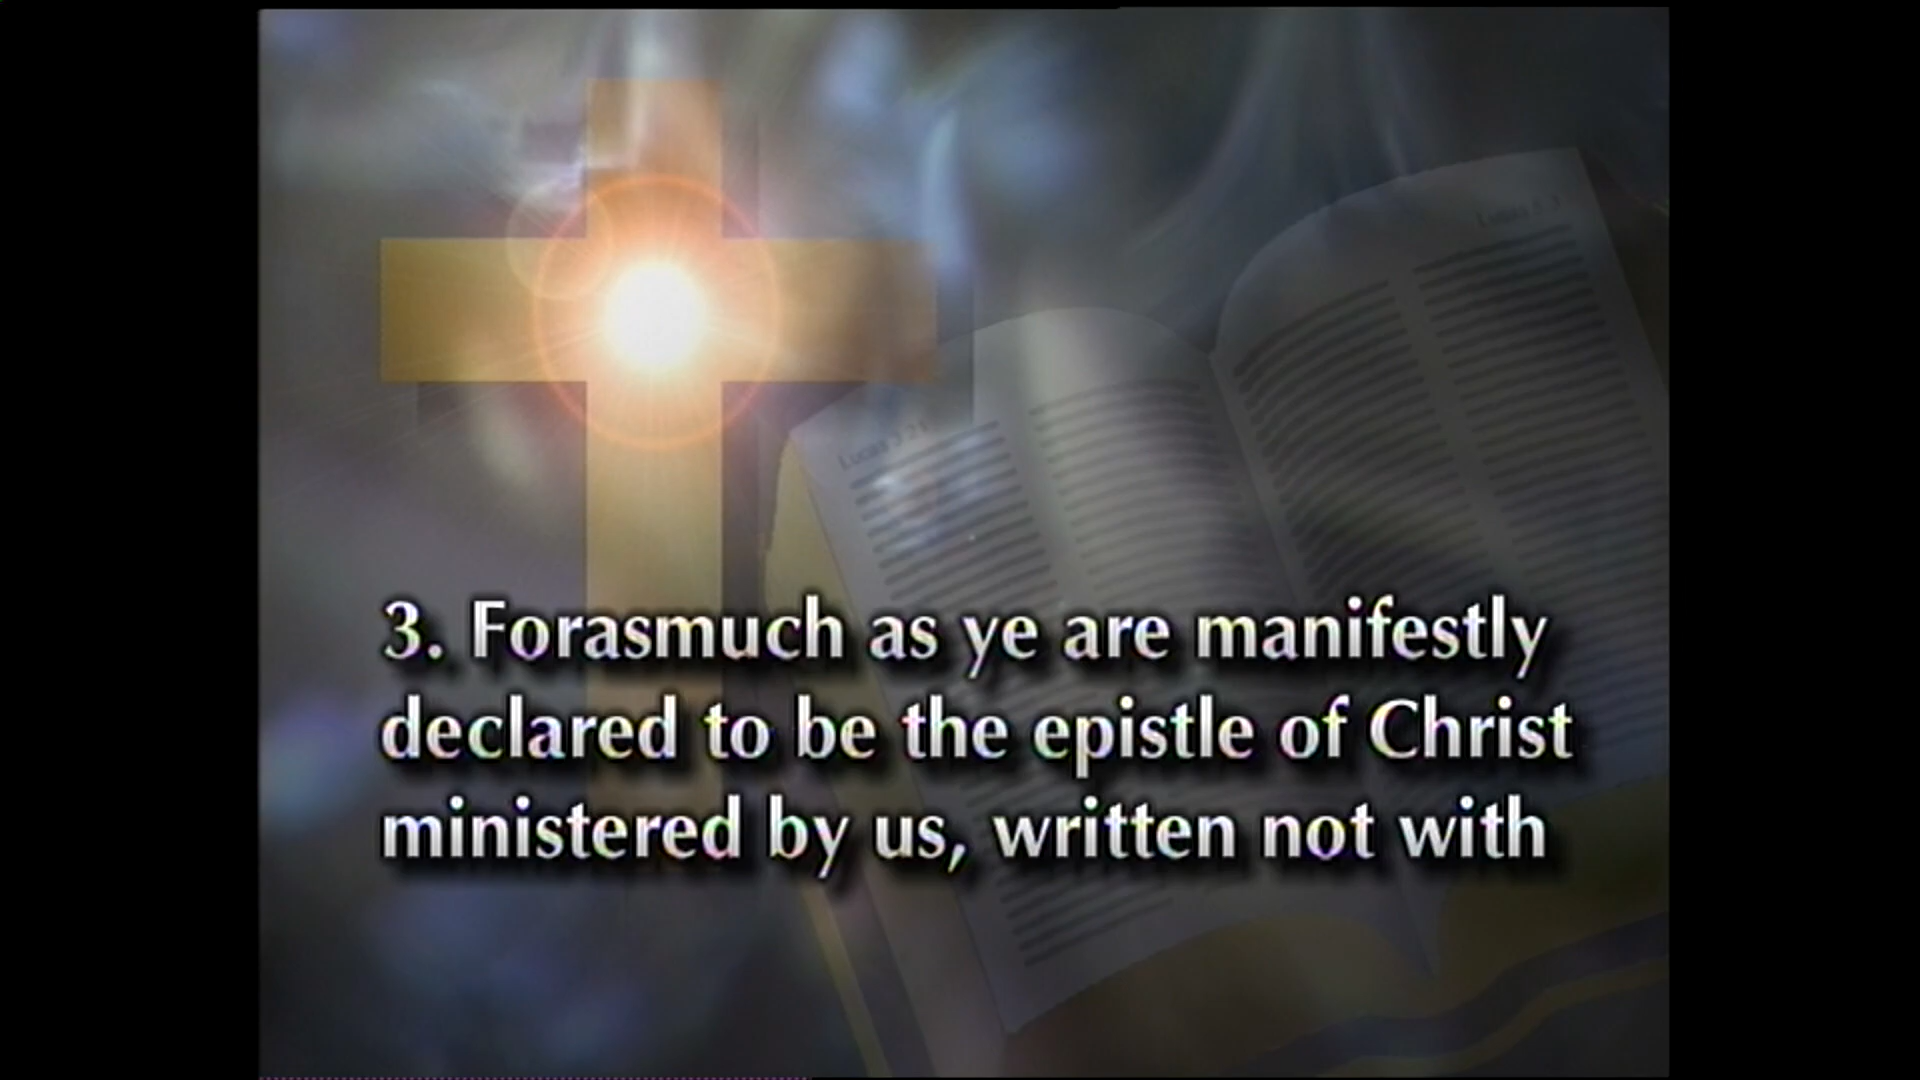 3. Forasmuch as ye are manifestly
declared to be the epistle of Christ
ministered by us, written not with